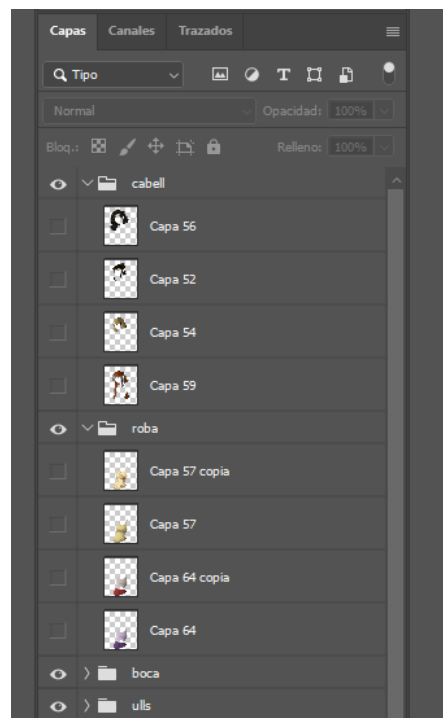 Capas Canales Trazados
Tipo T
Normal Opacidad: 100%
Bloq.: Relleno: 100%
cabell
Capa 56
Capa 52
Capa 54
Capa 59
roba
Capa 57 copia
Capa 57
Capa 64 copia
Capa 64
boca
ulls